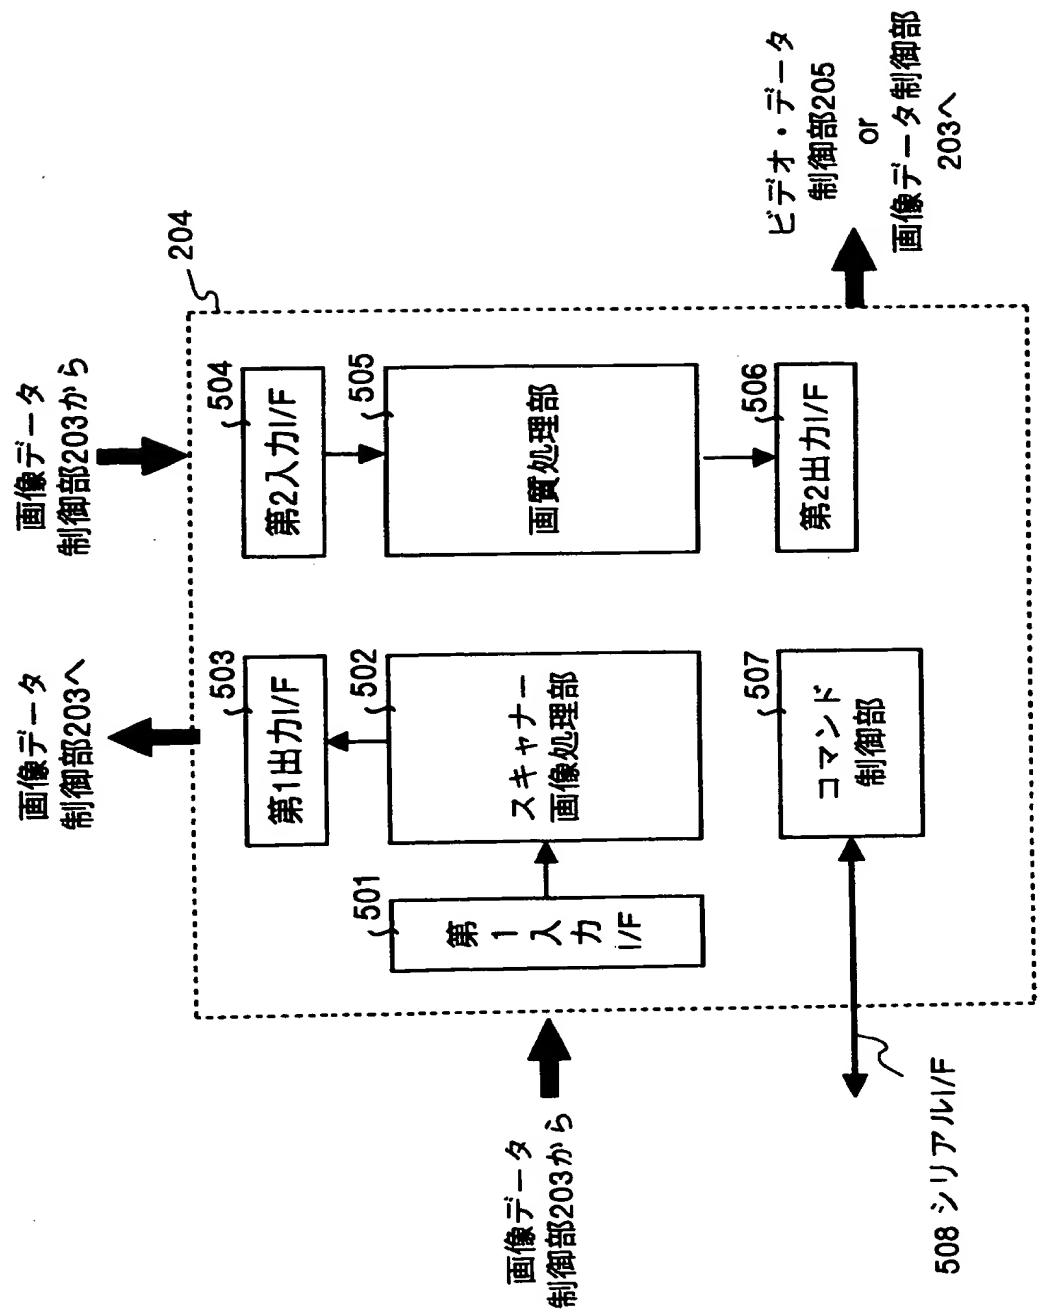 画像データ
制御部203へ
画像データ
制御部203から
204
503
第1出力I/F
504
第2入力I/F
501
第
1
入
力
I/F
502
スキャナー
画像処理部
505
画質処理部
画像データ
制御部203から
507
コマンド
制御部
506
第2出力I/F
ビデオ・データ
制御部205
or
画像データ制御部
203へ
508 シリアルI/F